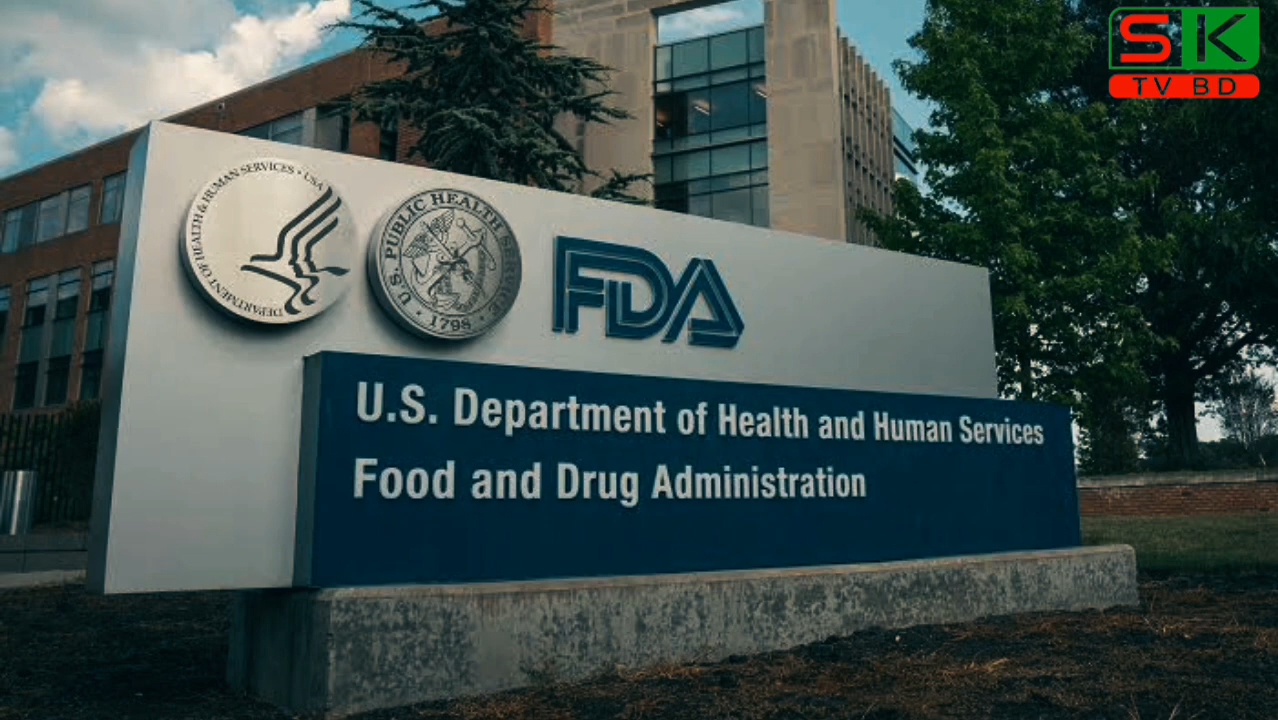 SK
TV BD
DEPARTMENT OF HEALTH & HUMAN SERVICES • USA
U.S. PUBLIC HEALTH SERVICE
1798
FDA
U.S. Department of Health and Human Services
Food and Drug Administration